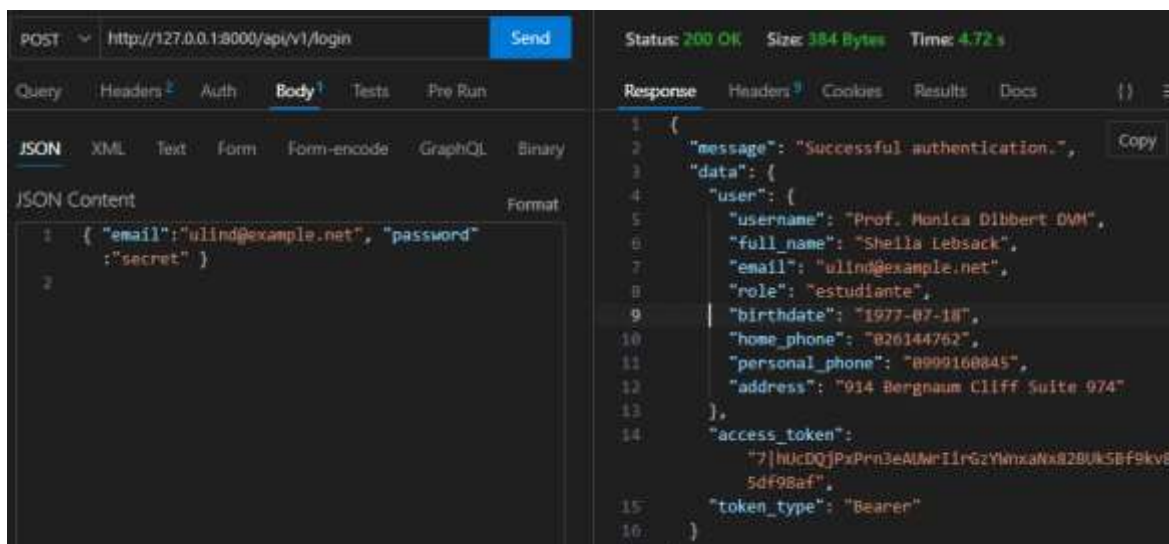 POST http://127.0.0.1:8000/api/v1/login Send
Query Headers 2 Auth Body 1 Tests Pre Run
JSON XML Text Form Form-encode GraphQL Binary
JSON Content Format
1 { "email":"ulind@example.net", "password"
:"secret" }
2
Status: 200 OK Size: 384 Bytes Time: 4.72 s
Response Headers 9 Cookies Results Docs { }
Copy
1 {
2 "message": "Successful authentication.",
3 "data": {
4 "user": {
5 "username": "Prof. Monica Dibbert DVM",
6 "full_name": "Sheila Lebsack",
7 "email": "ulind@example.net",
8 "role": "estudiante",
9 "birthdate": "1977-07-18",
10 "home_phone": "026144762",
11 "personal_phone": "0999160845",
12 "address": "914 Bergnaum Cliff Suite 974"
13 },
14 "access_token":
5df98af",
15 "token_type": "Bearer"
16 }